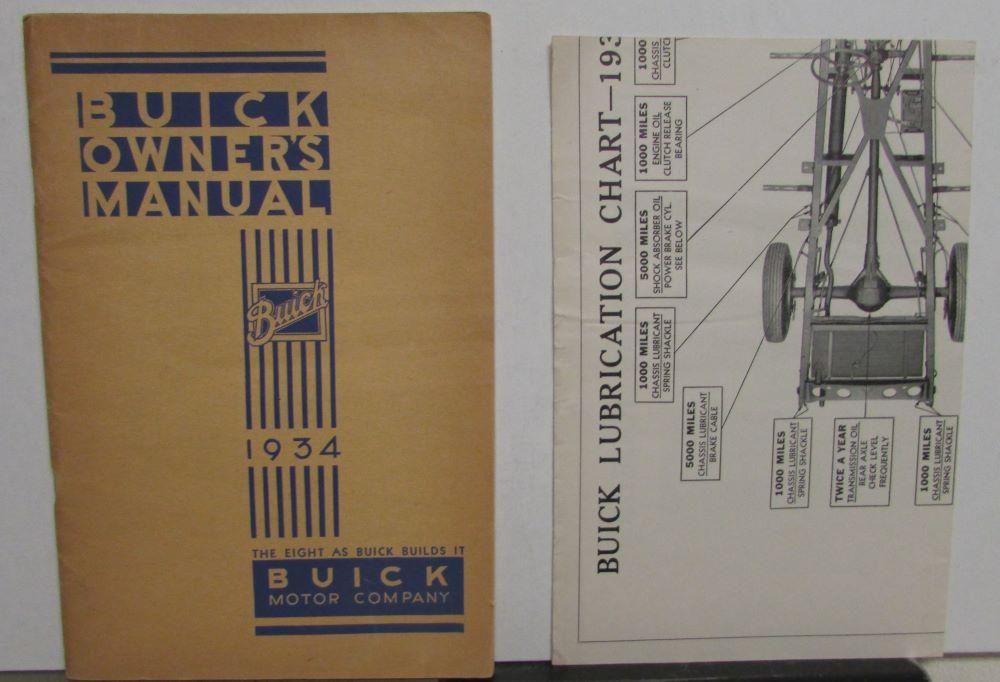 BUICK
OWNER'S
MANUAL
Buick
1934
THE EIGHT AS BUICK BUILDS IT
BUICK
MOTOR COMPANY
BUICK LUBRICATION CHART—193
1000
CHASSIS
CLUTCH
1000 MILES
ENGINE OIL
CLUTCH RELEASE
BEARING
5000 MILES
SHOCK ABSORBER OIL
POWER BRAKE CYL.
SEE BELOW
1000 MILES
CHASSIS LUBRICANT
SPRING SHACKLE
5000 MILES
CHASSIS LUBRICANT
BRAKE CABLE
1000 MILES
CHASSIS LUBRICANT
SPRING SHACKLE
TWICE A YEAR
TRANSMISSION OIL
REAR AXLE
CHECK LEVEL
FREQUENTLY
1000 MILES
CHASSIS LUBRICANT
SPRING SHACKLE